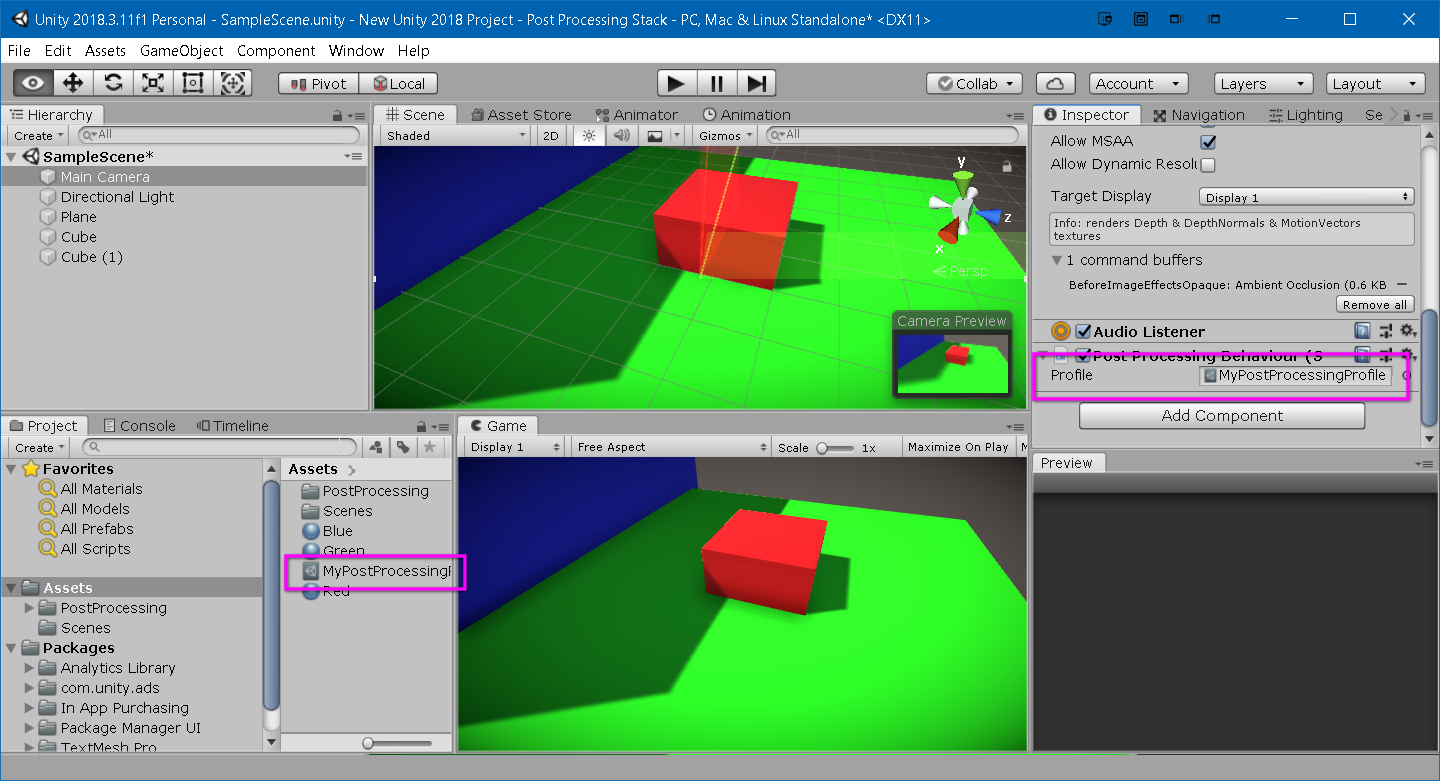 Unity 2018.3.11f1 Personal - SampleScene.unity - New Unity 2018 Project - Post Processing Stack - PC, Mac & Linux Standalone* <DX11>
File Edit Assets GameObject Component Window Help
Pivot Local Collab Account Layers Layout
Hierarchy
Create All
SampleScene*
Main Camera
Directional Light
Plane
Cube
Cube (1)
Scene Asset Store Animator Animation
Shaded 2D Gizmos All
y
z
x
Persp
Camera Preview
Inspector Navigation Lighting Se
Allow MSAA
Allow Dynamic Resol
Target Display Display 1
Info: renders Depth & DepthNormals & MotionVectors
textures
1 command buffers
BeforeImageEffectsOpaque: Ambient Occlusion (0.6 KB
Remove all
Audio Listener
Post Processing Behaviour (S
Profile MyPostProcessingProfile
Add Component
Preview
Project Console Timeline
Create
Favorites
All Materials
All Models
All Prefabs
All Scripts
Assets
PostProcessing
Scenes
Packages
Analytics Library
com.unity.ads
In App Purchasing
Package Manager UI
TextMesh Pro
Assets
PostProcessing
Scenes
Blue
Green
MyPostProcessingP
Red
Game
Display 1 Free Aspect Scale 1x Maximize On Play M